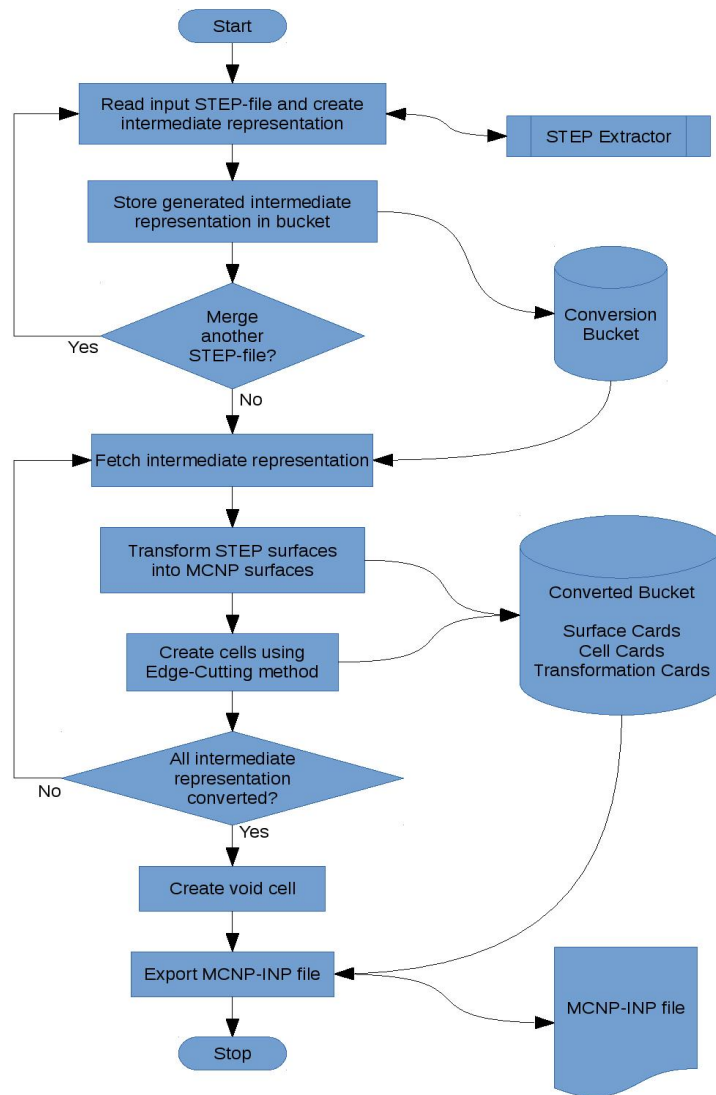 Start
Read input STEP-file and create
intermediate representation
STEP Extractor
Store generated intermediate
representation in bucket
Conversion
Bucket
Merge
another
STEP-file?
Yes
No
Fetch intermediate representation
Transform STEP surfaces
into MCNP surfaces
Converted Bucket
Surface Cards
Cell Cards
Transformation Cards
Create cells using
Edge-Cutting method
All intermediate
representation
converted?
No
Yes
Create void cell
Export MCNP-INP file
MCNP-INP file
Stop